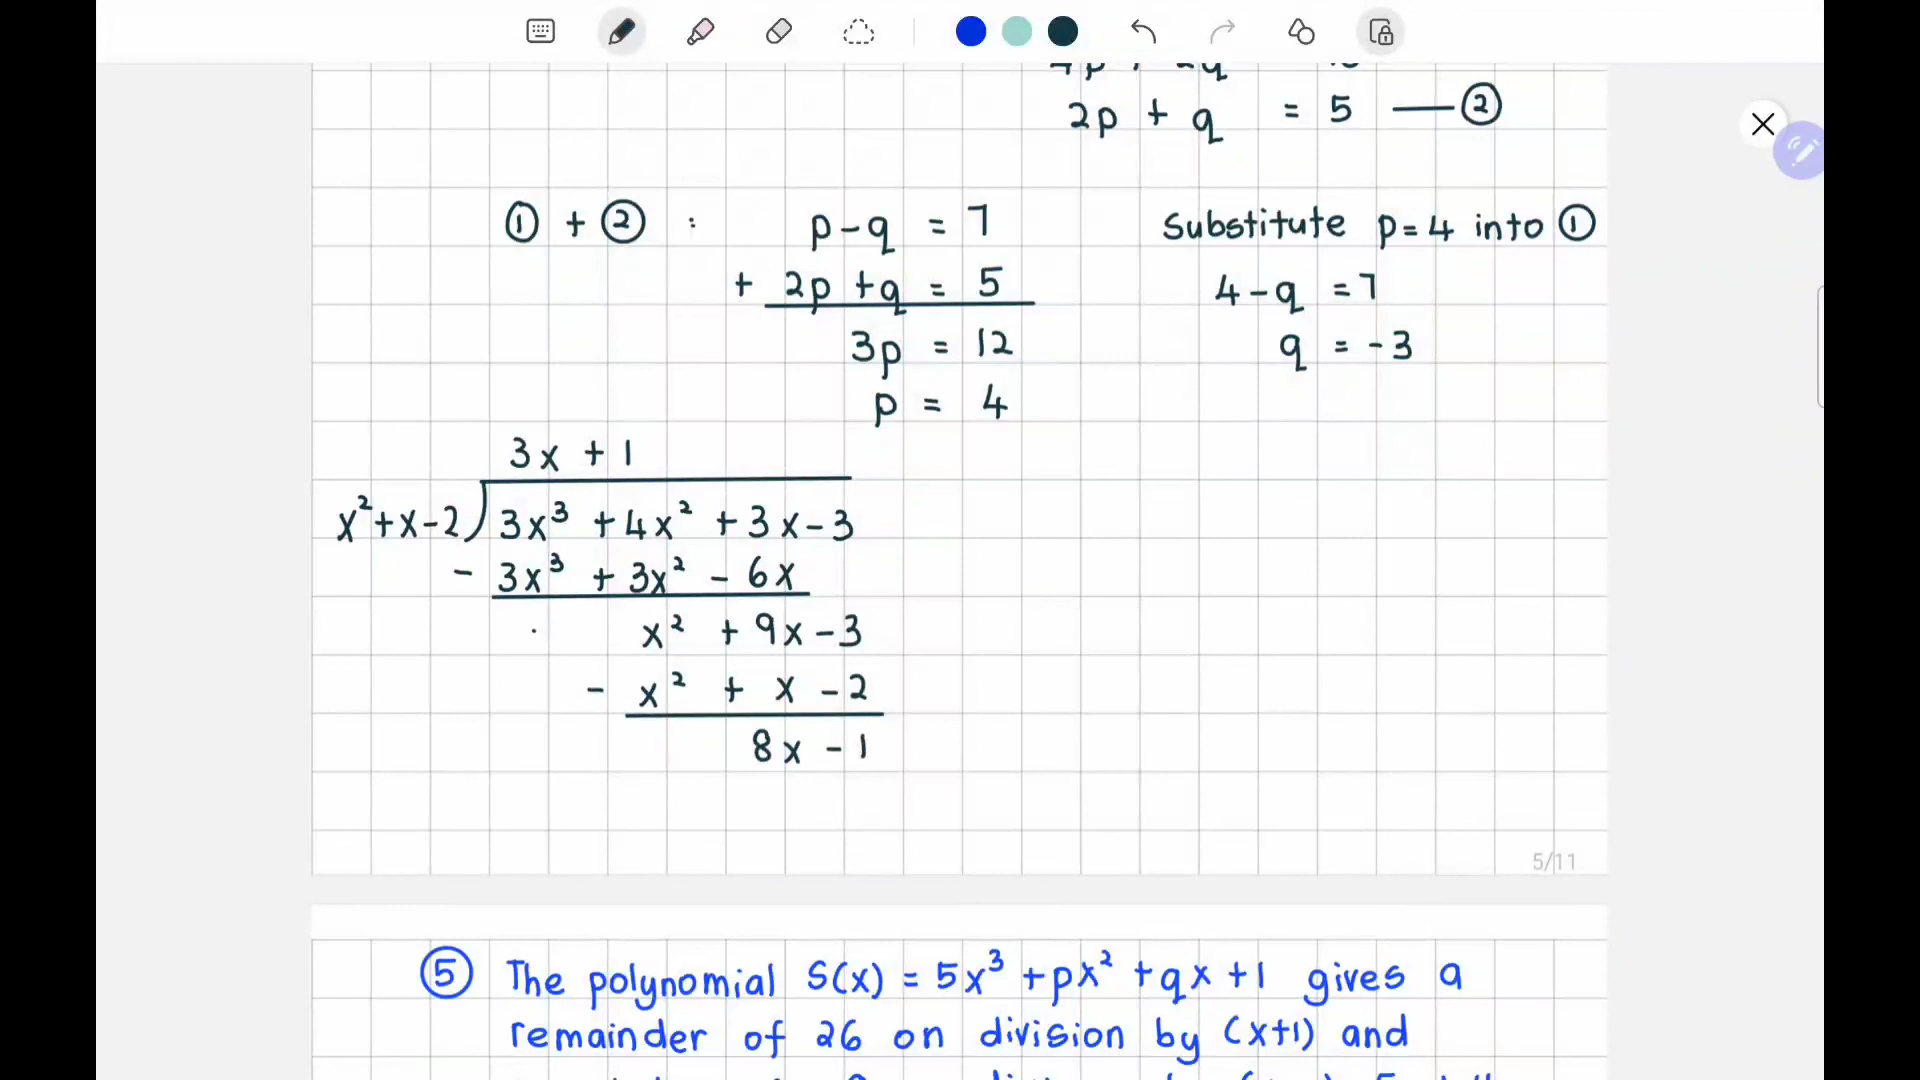 2p + q = 5 — ②
① + ② : p - q = 7
+ 2p + q = 5
3p = 12
p = 4
Substitute p = 4 into ①
4 - q = 7
q = -3
3x + 1
x² + x - 2 ) 3x³ + 4x² + 3x - 3
- 3x³ + 3x² - 6x
x² + 9x - 3
- x² + x - 2
8x - 1
5/11
⑤ The polynomial S(x) = 5x³ + px² + qx + 1 gives a
remainder of 26 on division by (x+1) and